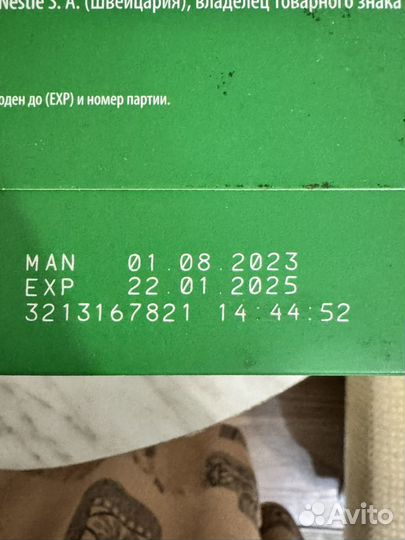 Nestlé S. A. (Швейцария), владелец товарного знака
оден до (EXP) и номер партии.
MAN 01.08.2023
EXP 22.01.2025
3213167821 14:44:52
Avito